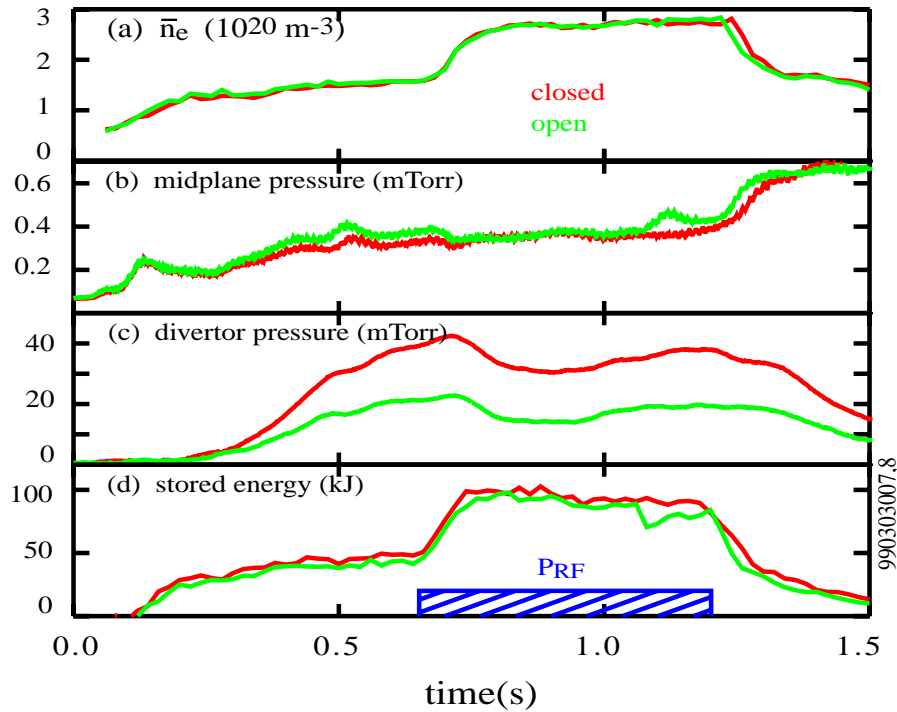 (a) n̄e (1020 m-3)
3
2
1
0
closed
open
(b) midplane pressure (mTorr)
0.6
0.4
0.2
(c) divertor pressure (mTorr)
40
20
0
(d) stored energy (kJ)
100
50
0
PRF
0.0 0.5 1.0 1.5
time(s)
990303007,8